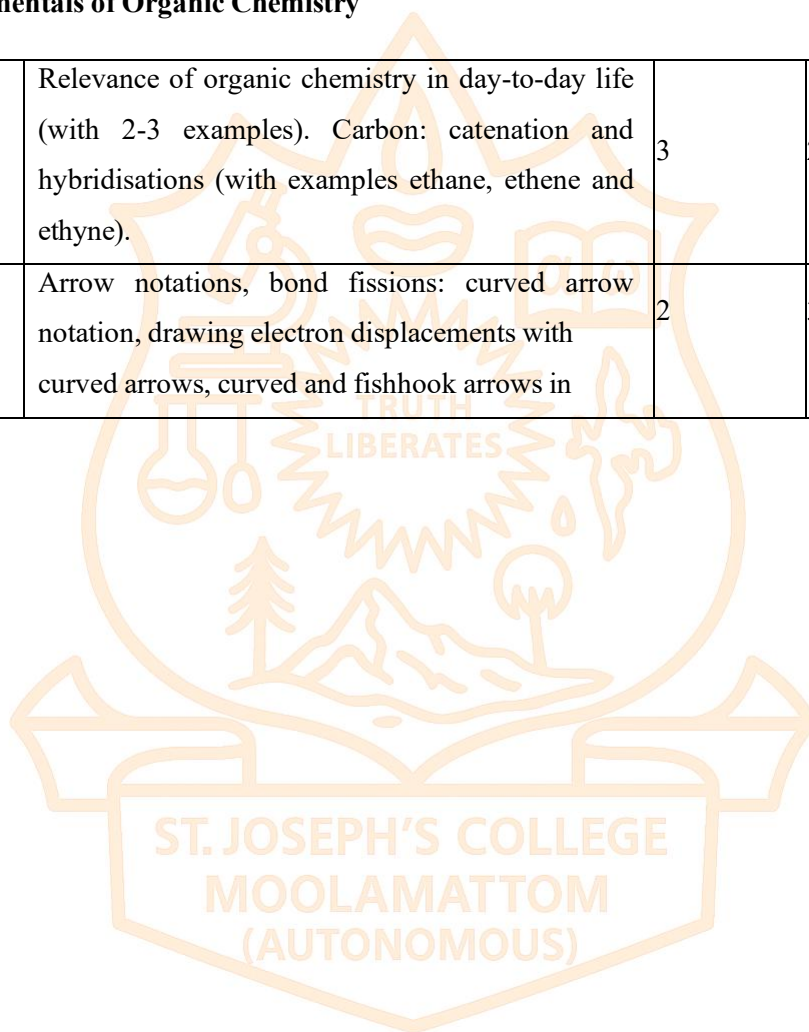 nentals of Organic Chemistry
Relevance of organic chemistry in day-to-day life
(with 2-3 examples). Carbon: catenation and
3
hybridisations (with examples ethane, ethene and
ethyne).
Arrow notations, bond fissions: curved arrow
2
notation, drawing electron displacements with
curved arrows, curved and fishhook arrows in
αω
TRUTH
LIBERATES
ST. JOSEPH'S COLLEGE
MOOLAMATTOM
(AUTONOMOUS)